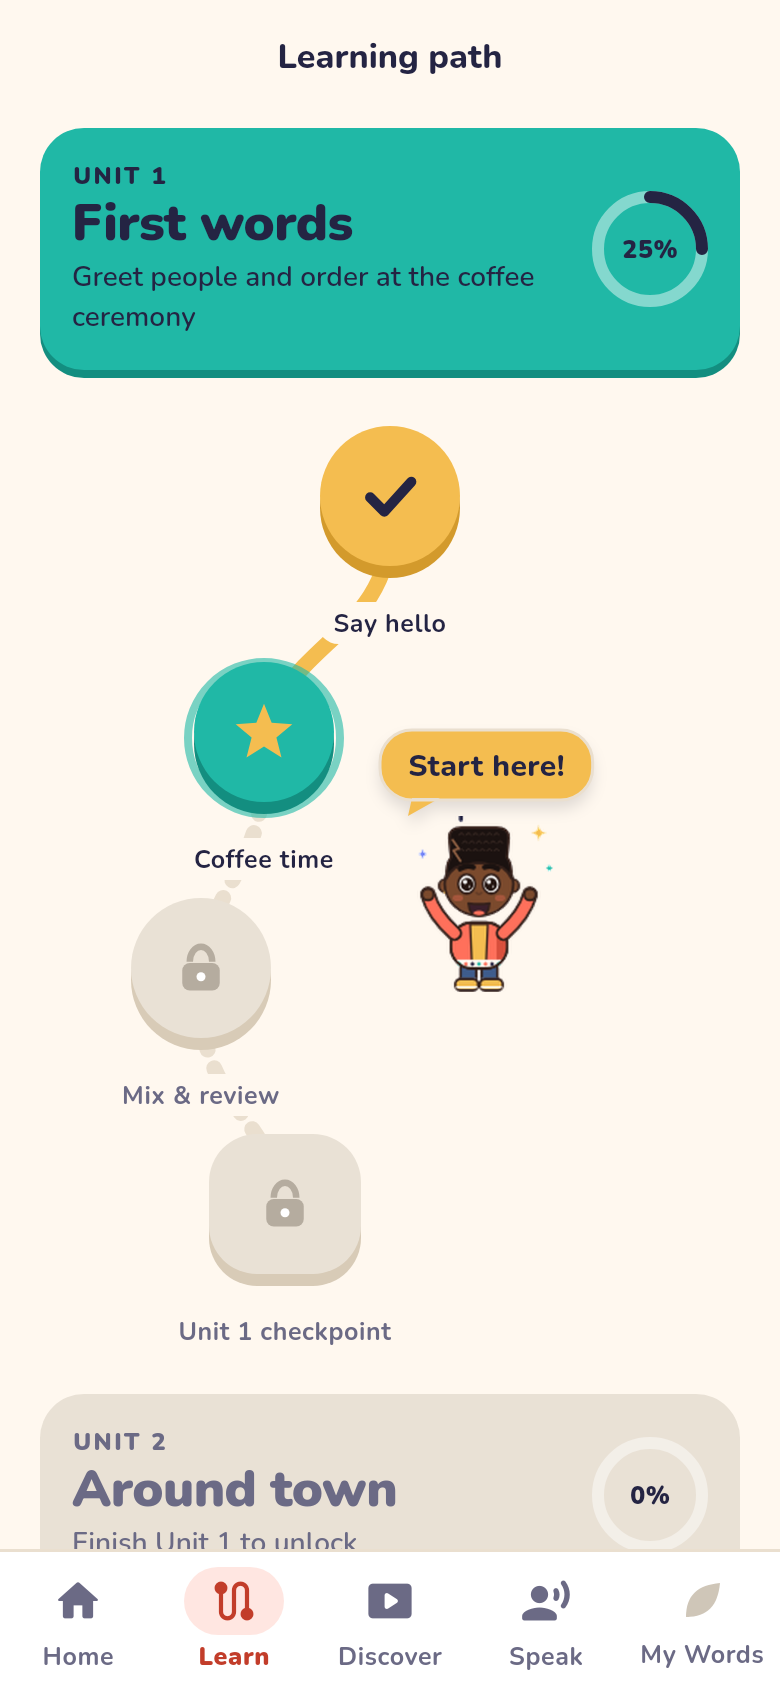 Learning path
UNIT 1
First words
25%
Greet people and order at the coffee
ceremony
Say hello
Start here!
Coffee time
Mix & review
Unit 1 checkpoint
UNIT 2
Around town
0%
Finish Unit 1 to unlock
Home
Learn
Discover
Speak
My Words